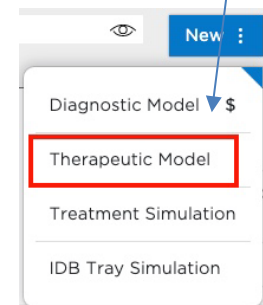 New
Diagnostic Model $
Therapeutic Model
Treatment Simulation
IDB Tray Simulation